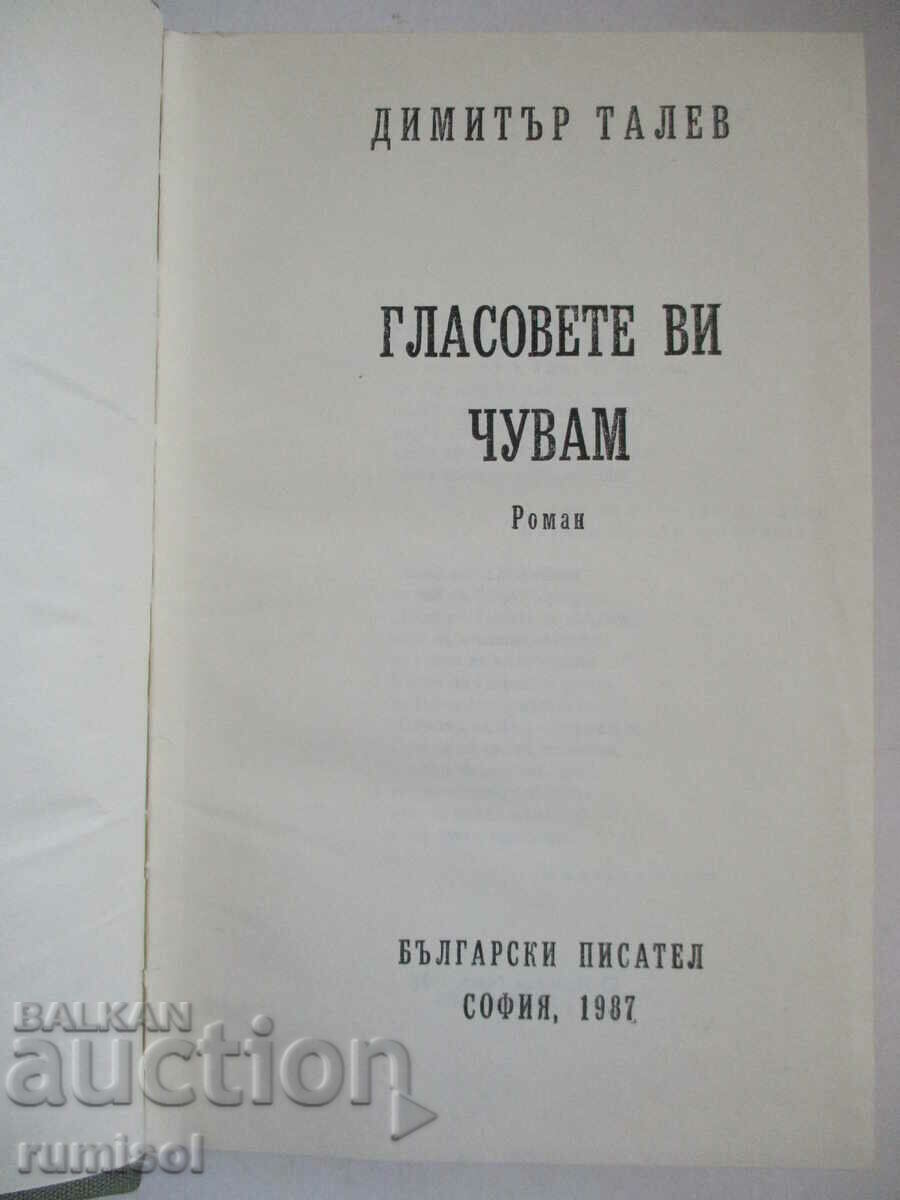 ДИМИТЪР ТАЛЕВ
ГЛАСОВЕТЕ ВИ
ЧУВАМ
Роман
БЪЛГАРСКИ ПИСАТЕЛ
СОФИЯ, 1987
BALKAN
auction
rumisol